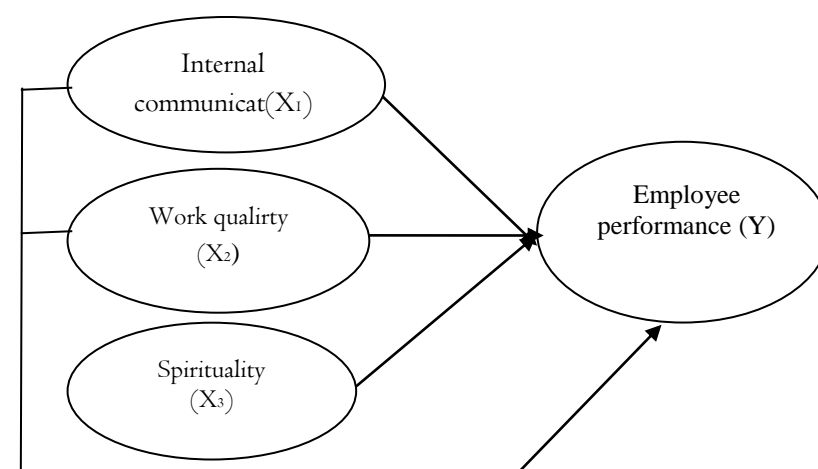 Internal
communicat(X₁)
Work qualirty
(X₂)
Spirituality
(X₃)
Employee
performance (Y)